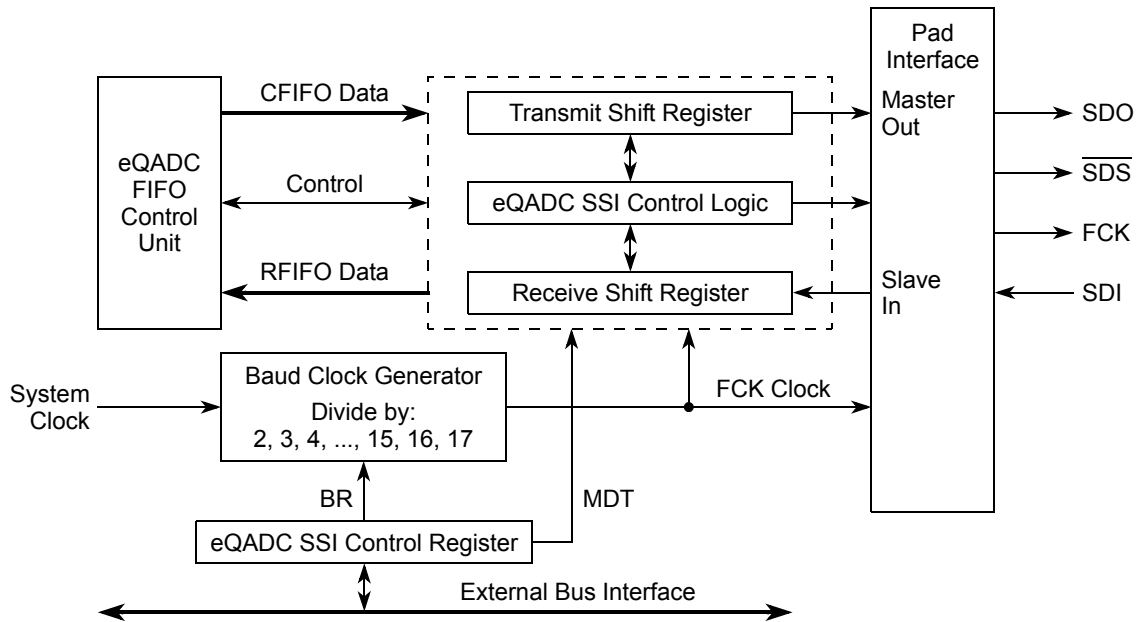 eQADC
FIFO
Control
Unit
CFIFO Data
Control
RFIFO Data
Transmit Shift Register
eQADC SSI Control Logic
Receive Shift Register
Pad
Interface
Master
Out
Slave
In
SDO
SDS
FCK
SDI
System
Clock
Baud Clock Generator
Divide by:
2, 3, 4, ..., 15, 16, 17
FCK Clock
BR
MDT
eQADC SSI Control Register
External Bus Interface